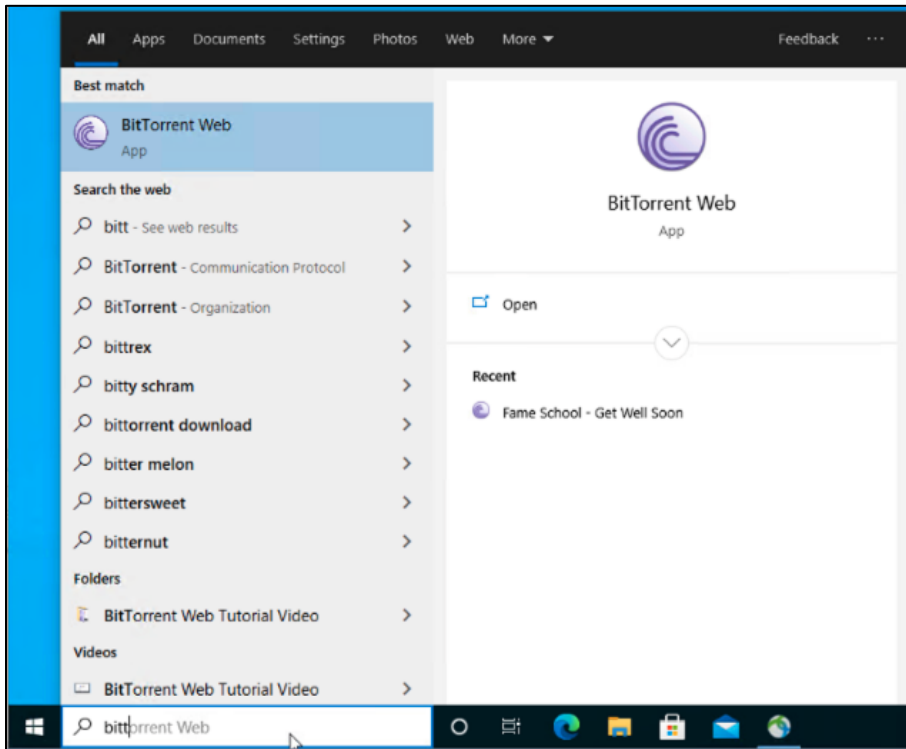 All Apps Documents Settings Photos Web More Feedback ...
Best match
BitTorrent Web
App
Search the web
bitt - See web results
BitTorrent - Communication Protocol
BitTorrent - Organization
bittrex
bitty schram
bittorrent download
bitter melon
bittersweet
bitternut
Folders
BitTorrent Web Tutorial Video
Videos
BitTorrent Web Tutorial Video
bittorrent Web
BitTorrent Web
App
Open
Recent
Fame School - Get Well Soon